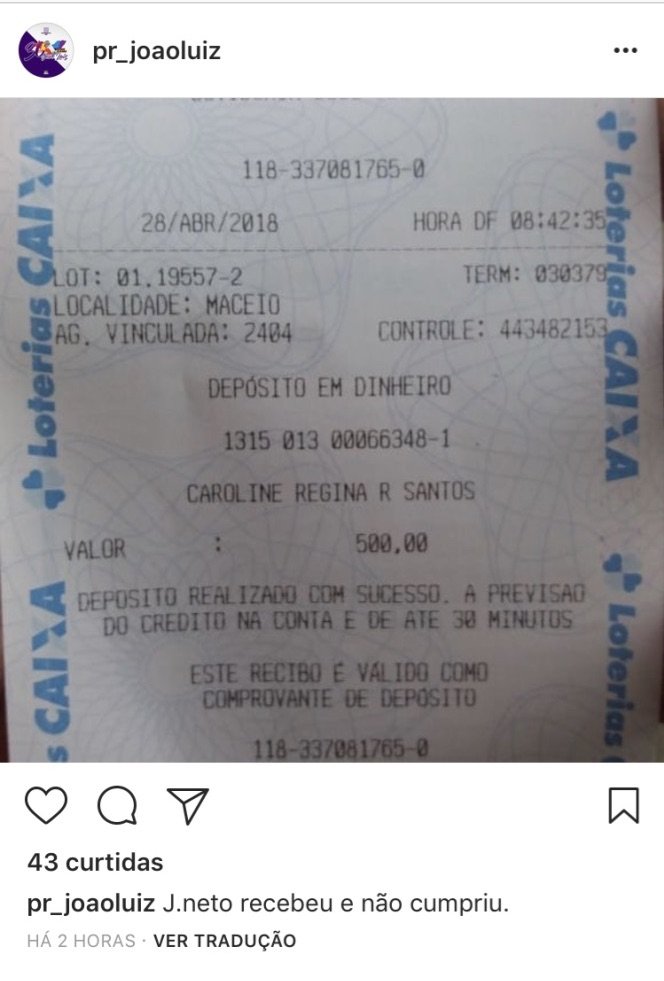 pr_joaoluiz
118-337081765-0
28/ABR/2018 HORA DF 08:42:35
LOT: 01.19557-2 TERM: 030379
LOCALIDADE: MACEIO
AG. VINCULADA: 2404 CONTROLE: 443482153
DEPÓSITO EM DINHEIRO
1315 013 00066348-1
CAROLINE REGINA R SANTOS
VALOR : 500,00
DEPOSITO REALIZADO COM SUCESSO. A PREVISAO
DO CREDITO NA CONTA E DE ATE 30 MINUTOS
ESTE RECIBO É VÁLIDO COMO
COMPROVANTE DE DEPÓSITO
118-337081765-0
Loterias CAIXA
CAIXA
Loterias CAIXA
Loterias
43 curtidas
pr_joaoluiz J.neto recebeu e não cumpriu.
HÁ 2 HORAS · VER TRADUÇÃO